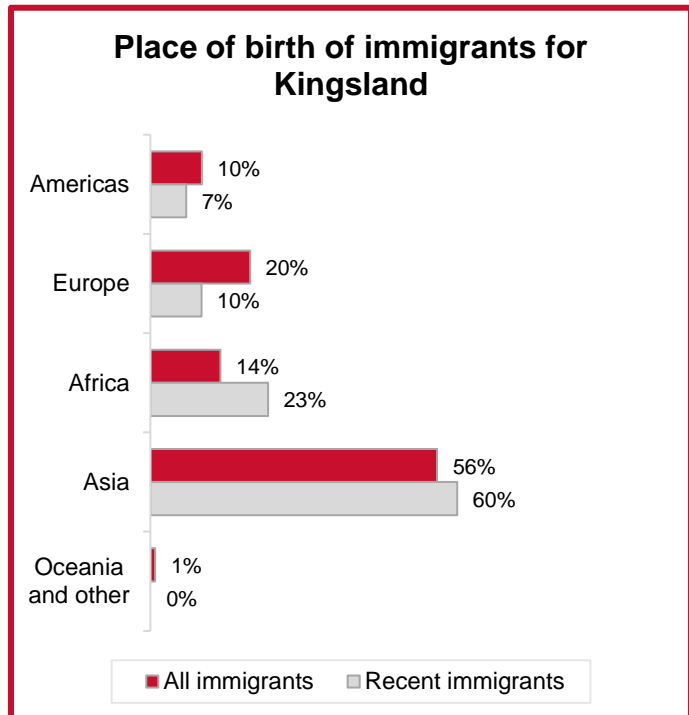 Place of birth of immigrants for
Kingsland
Americas
10%
7%
Europe
20%
10%
Africa
14%
23%
Asia
56%
60%
Oceania
and other
1%
0%
All immigrants
Recent immigrants